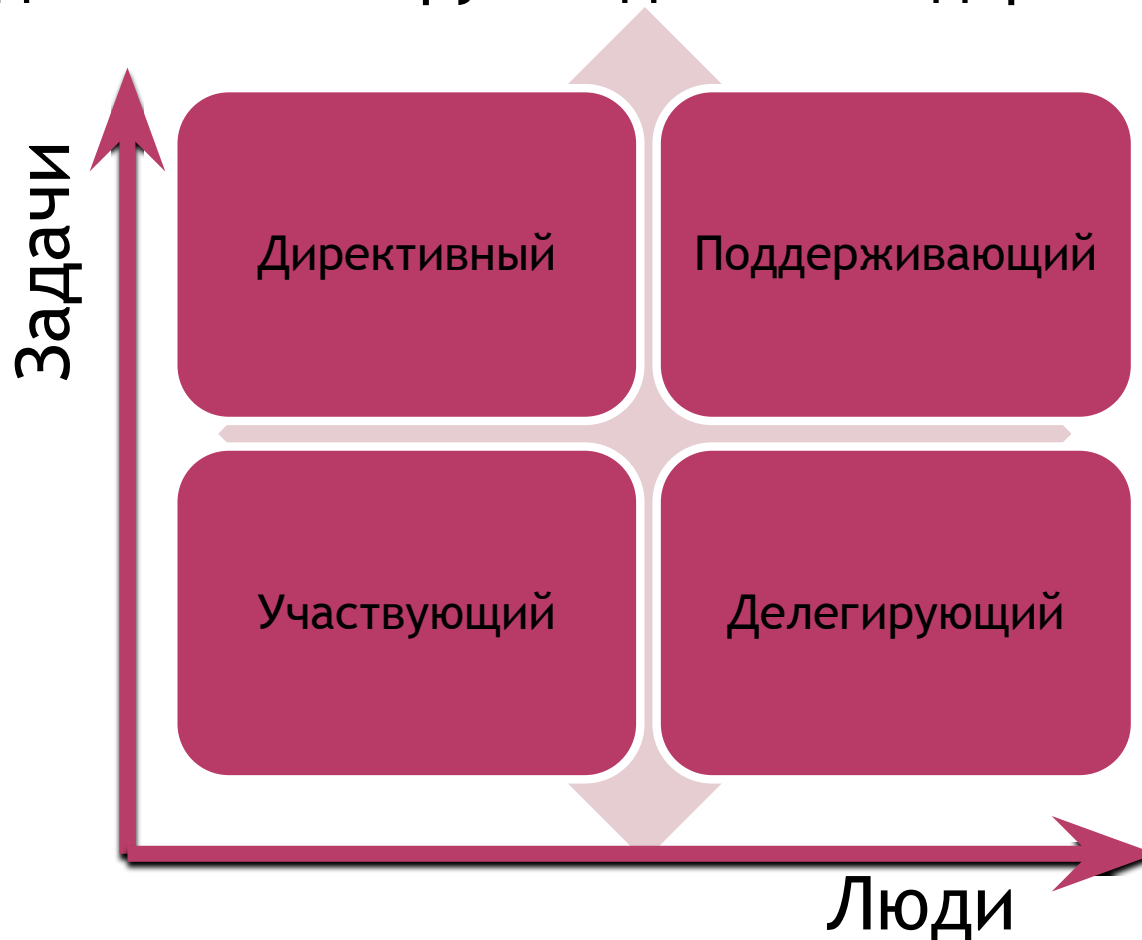 Задачи
Директивный
Поддерживающий
Участвующий
Делегирующий
Люди